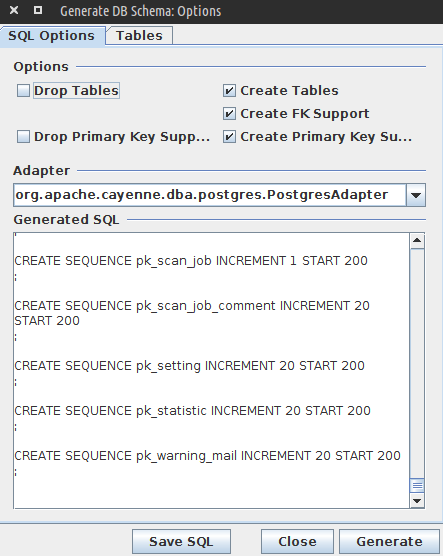 Generate DB Schema: Options
SQL Options Tables
Options
Drop Tables Create Tables
Create FK Support
Drop Primary Key Supp... Create Primary Key Su...
Adapter
org.apache.cayenne.dba.postgres.PostgresAdapter
Generated SQL
;
CREATE SEQUENCE pk_scan_job INCREMENT 1 START 200
;
CREATE SEQUENCE pk_scan_job_comment INCREMENT 20
START 200
;
CREATE SEQUENCE pk_setting INCREMENT 20 START 200
;
CREATE SEQUENCE pk_statistic INCREMENT 20 START 200
;
CREATE SEQUENCE pk_warning_mail INCREMENT 20 START 200
;
Save SQL Close Generate